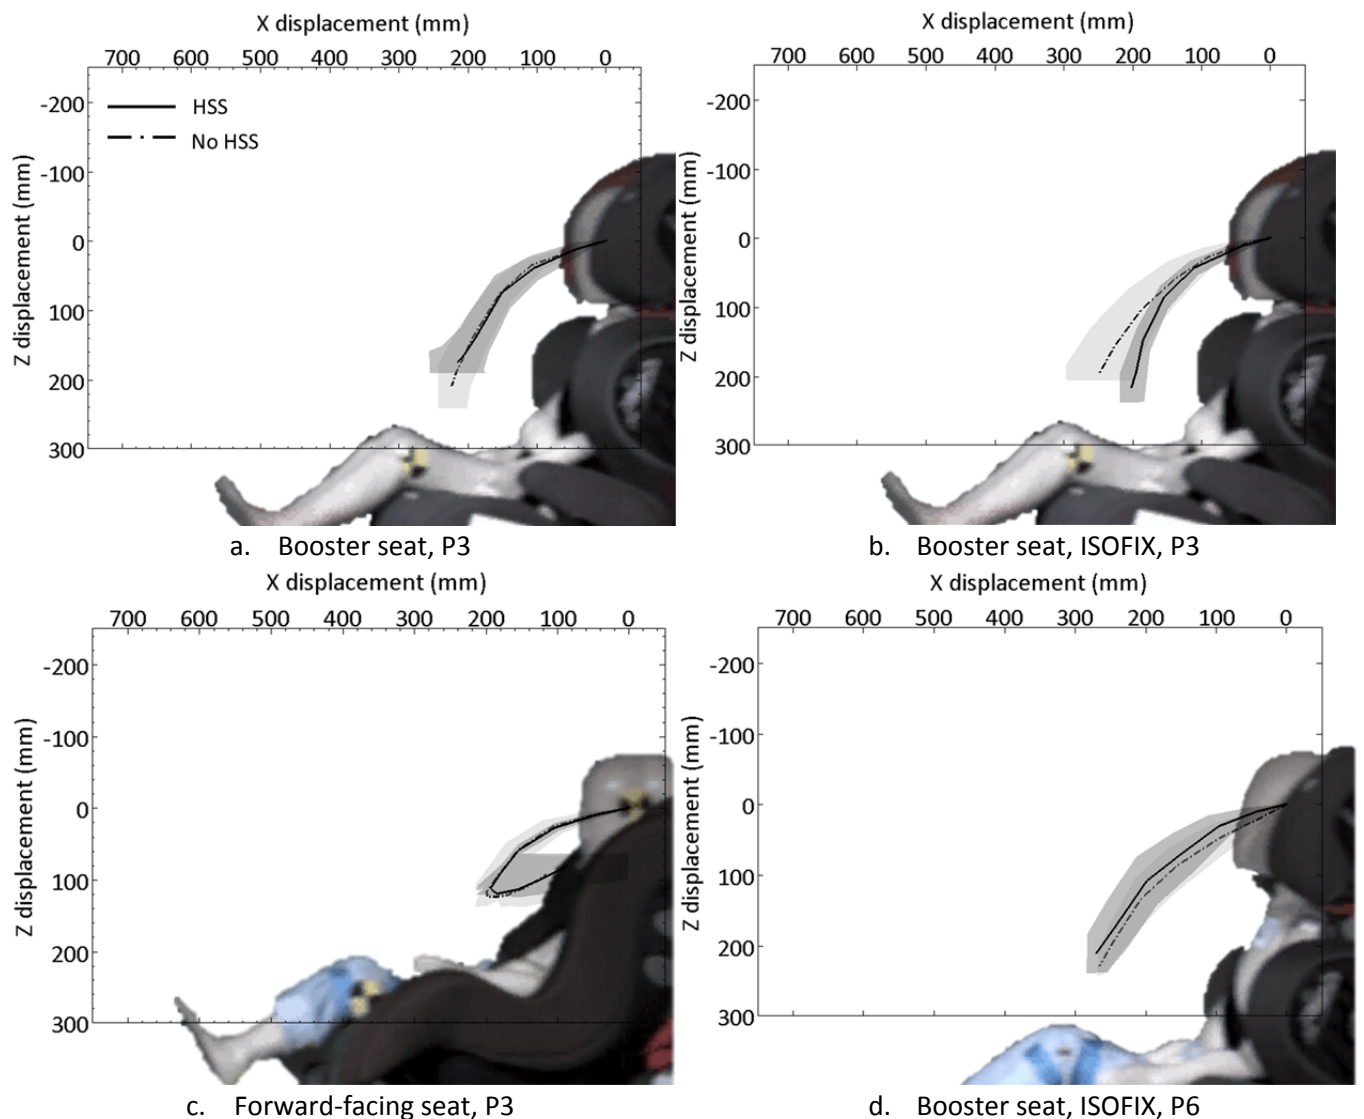 X displacement (mm)
700 600 500 400 300 200 100 0
Z displacement (mm)
-200
-100
0
100
200
300
HSS
No HSS
a. Booster seat, P3
X displacement (mm)
700 600 500 400 300 200 100 0
Z displacement (mm)
-200
-100
0
100
200
300
b. Booster seat, ISOFIX, P3
X displacement (mm)
700 600 500 400 300 200 100 0
Z displacement (mm)
-200
-100
0
100
200
300
c. Forward-facing seat, P3
X displacement (mm)
700 600 500 400 300 200 100 0
Z displacement (mm)
-200
-100
0
100
200
300
d. Booster seat, ISOFIX, P6